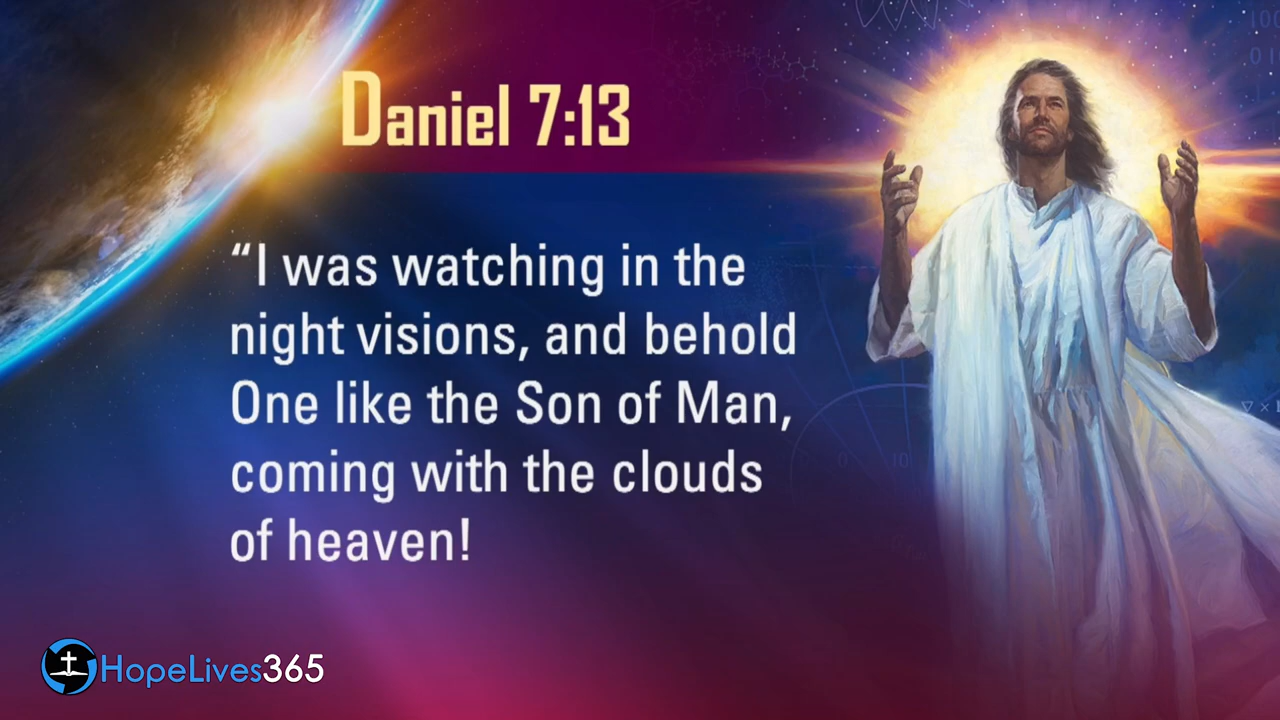 Daniel 7:13
“I was watching in the
night visions, and behold
One like the Son of Man,
coming with the clouds
of heaven!
HopeLives365